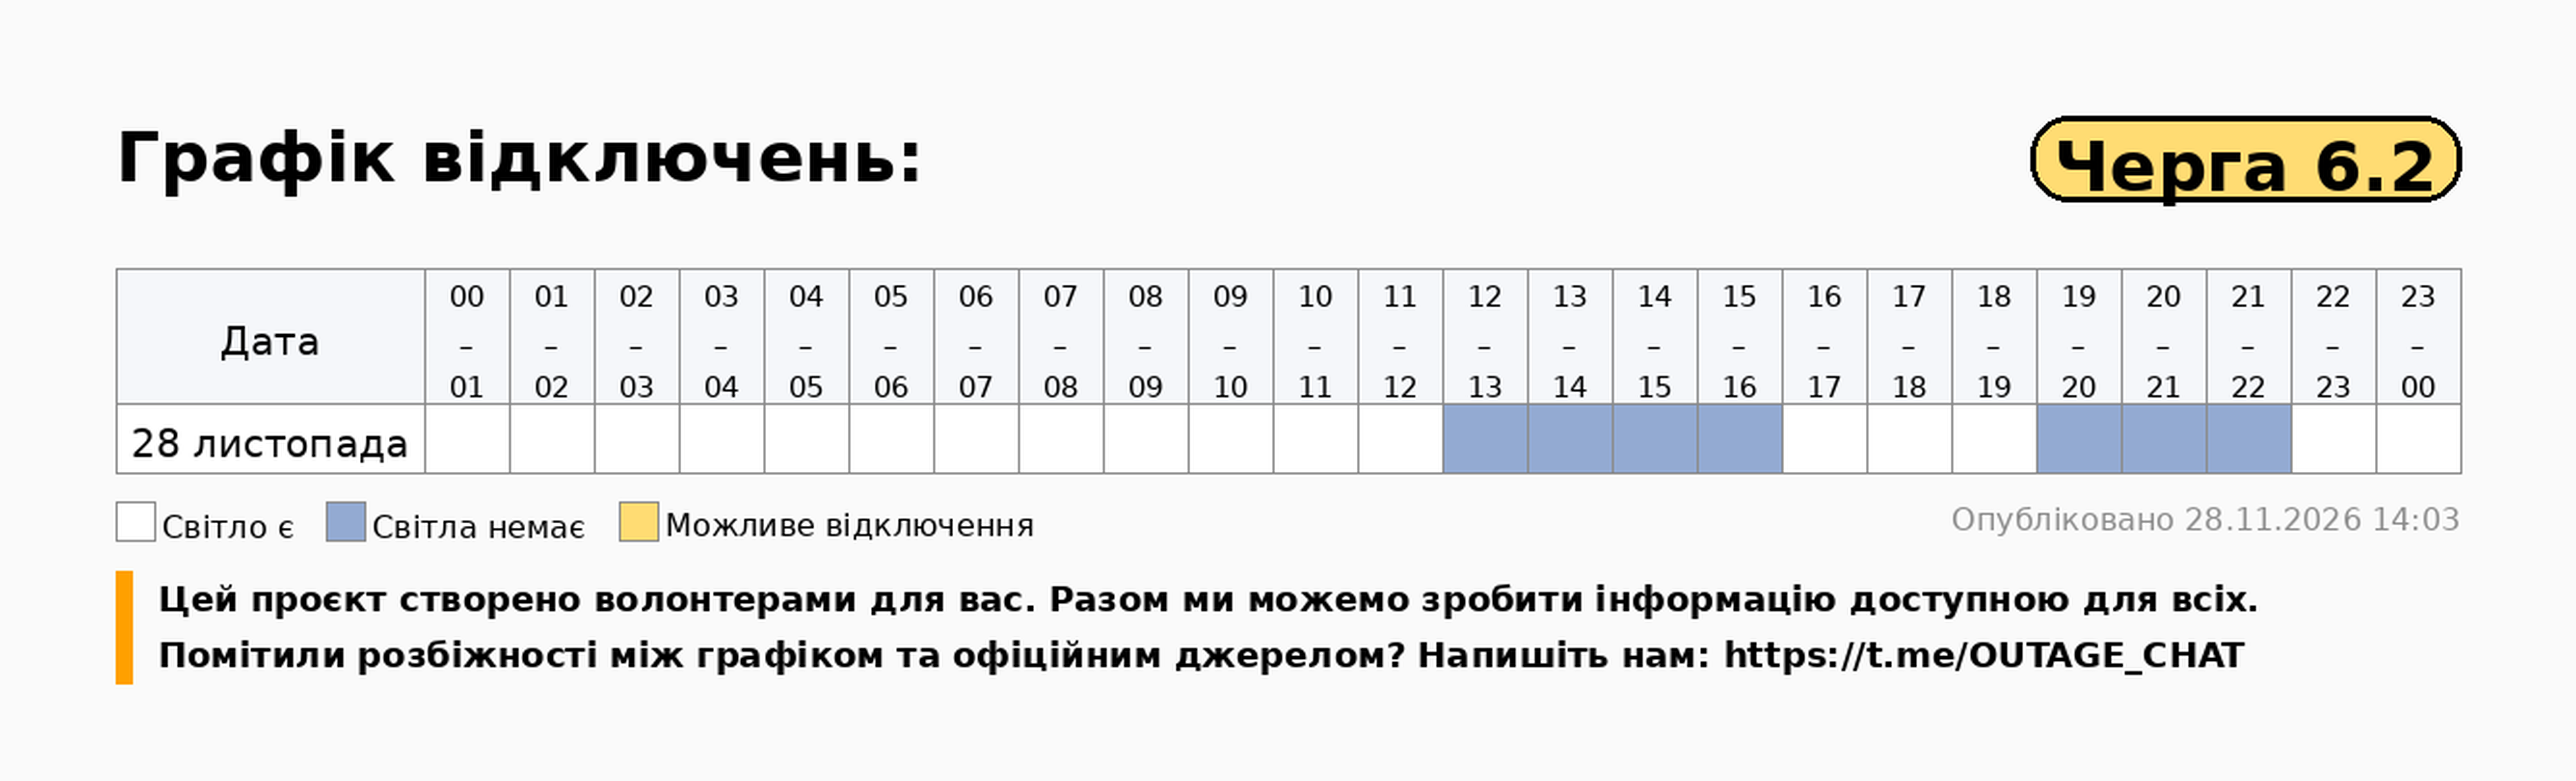 Графік відключень:
Черга 6.2
Дата
00 – 01
01 – 02
02 – 03
03 – 04
04 – 05
05 – 06
06 – 07
07 – 08
08 – 09
09 – 10
10 – 11
11 – 12
12 – 13
13 – 14
14 – 15
15 – 16
16 – 17
17 – 18
18 – 19
19 – 20
20 – 21
21 – 22
22 – 23
23 – 00
28 листопада
Світло є
Світла немає
Можливе відключення
Опубліковано 28.11.2026 14:03
Цей проєкт створено волонтерами для вас. Разом ми можемо зробити інформацію доступною для всіх.
Помітили розбіжності між графіком та офіційним джерелом? Напишіть нам: https://t.me/OUTAGE_CHAT